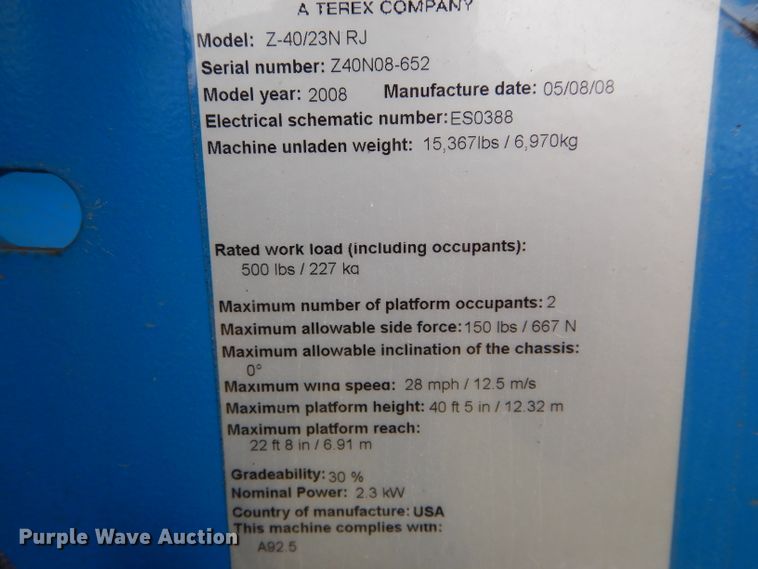 A TEREX COMPANY
Model: Z-40/23N RJ
Serial number: Z40N08-652
Model year: 2008 Manufacture date: 05/08/08
Electrical schematic number: ES0388
Machine unladen weight: 15,367lbs / 6,970kg
Rated work load (including occupants):
500 lbs / 227 kg
Maximum number of platform occupants: 2
Maximum allowable side force: 150 lbs / 667 N
Maximum allowable inclination of the chassis:
0°
Maximum wind speed: 28 mph / 12.5 m/s
Maximum platform height: 40 ft 5 in / 12.32 m
Maximum platform reach:
22 ft 8 in / 6.91 m
Gradeability: 30 %
Nominal Power: 2.3 kW
Country of manufacture: USA
This machine complies with:
A92.5
Purple Wave Auction